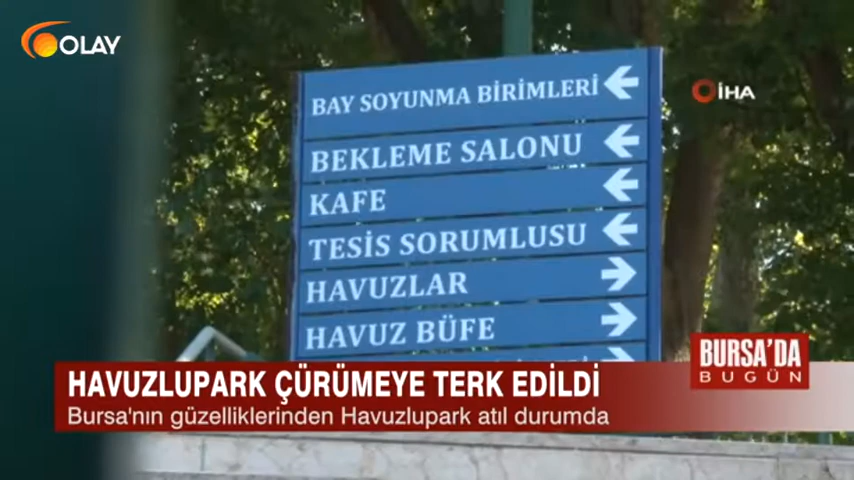 OLAY
İHA
BAY SOYUNMA BİRİMLERİ
BEKLEME SALONU
KAFE
TESİS SORUMLUSU
HAVUZLAR
HAVUZ BÜFE
BURSA'DA
BUGÜN
HAVUZLUPARK ÇÜRÜMEYE TERK EDİLDİ
Bursa'nın güzelliklerinden Havuzlupark atıl durumda